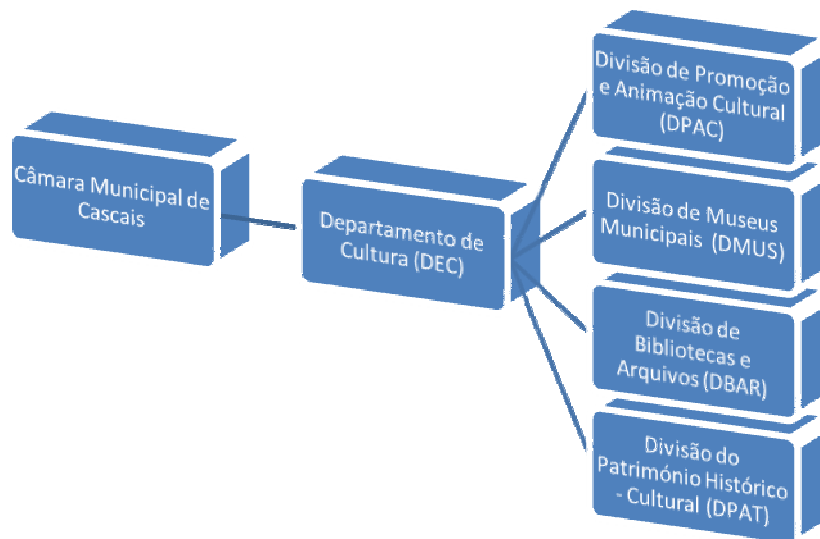 Câmara Municipal de
Cascais
Departamento de
Cultura (DEC)
Divisão de Promoção
e Animação Cultural
(DPAC)
Divisão de Museus
Municipais (DMUS)
Divisão de
Bibliotecas e
Arquivos (DBAR)
Divisão do
Património Histórico
- Cultural (DPAT)